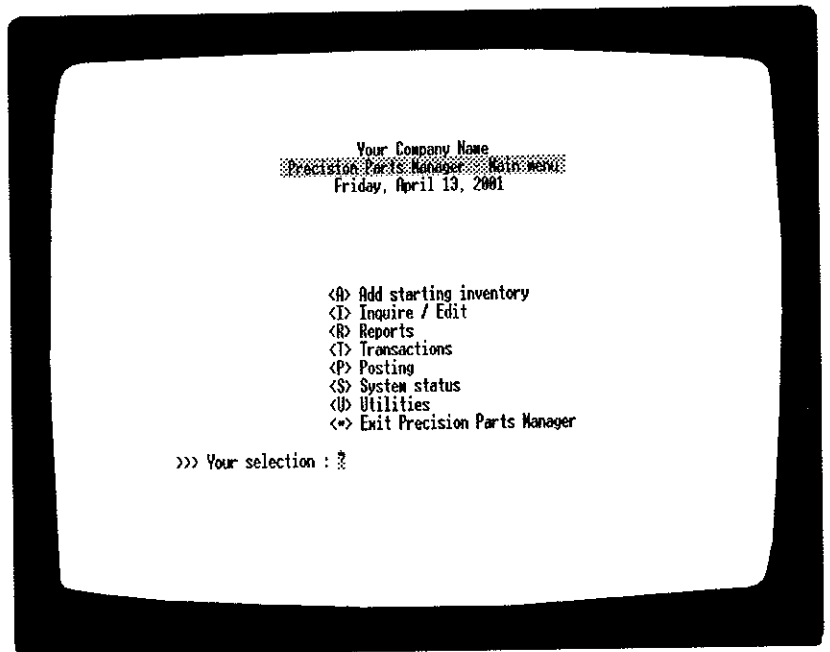 Your Company Name
Precision Parts Manager Main menu
Friday, April 13, 2001
<A> Add starting inventory
<I> Inquire / Edit
<R> Reports
<T> Transactions
<P> Posting
<S> System status
<U> Utilities
<*> Exit Precision Parts Manager
>>> Your selection :